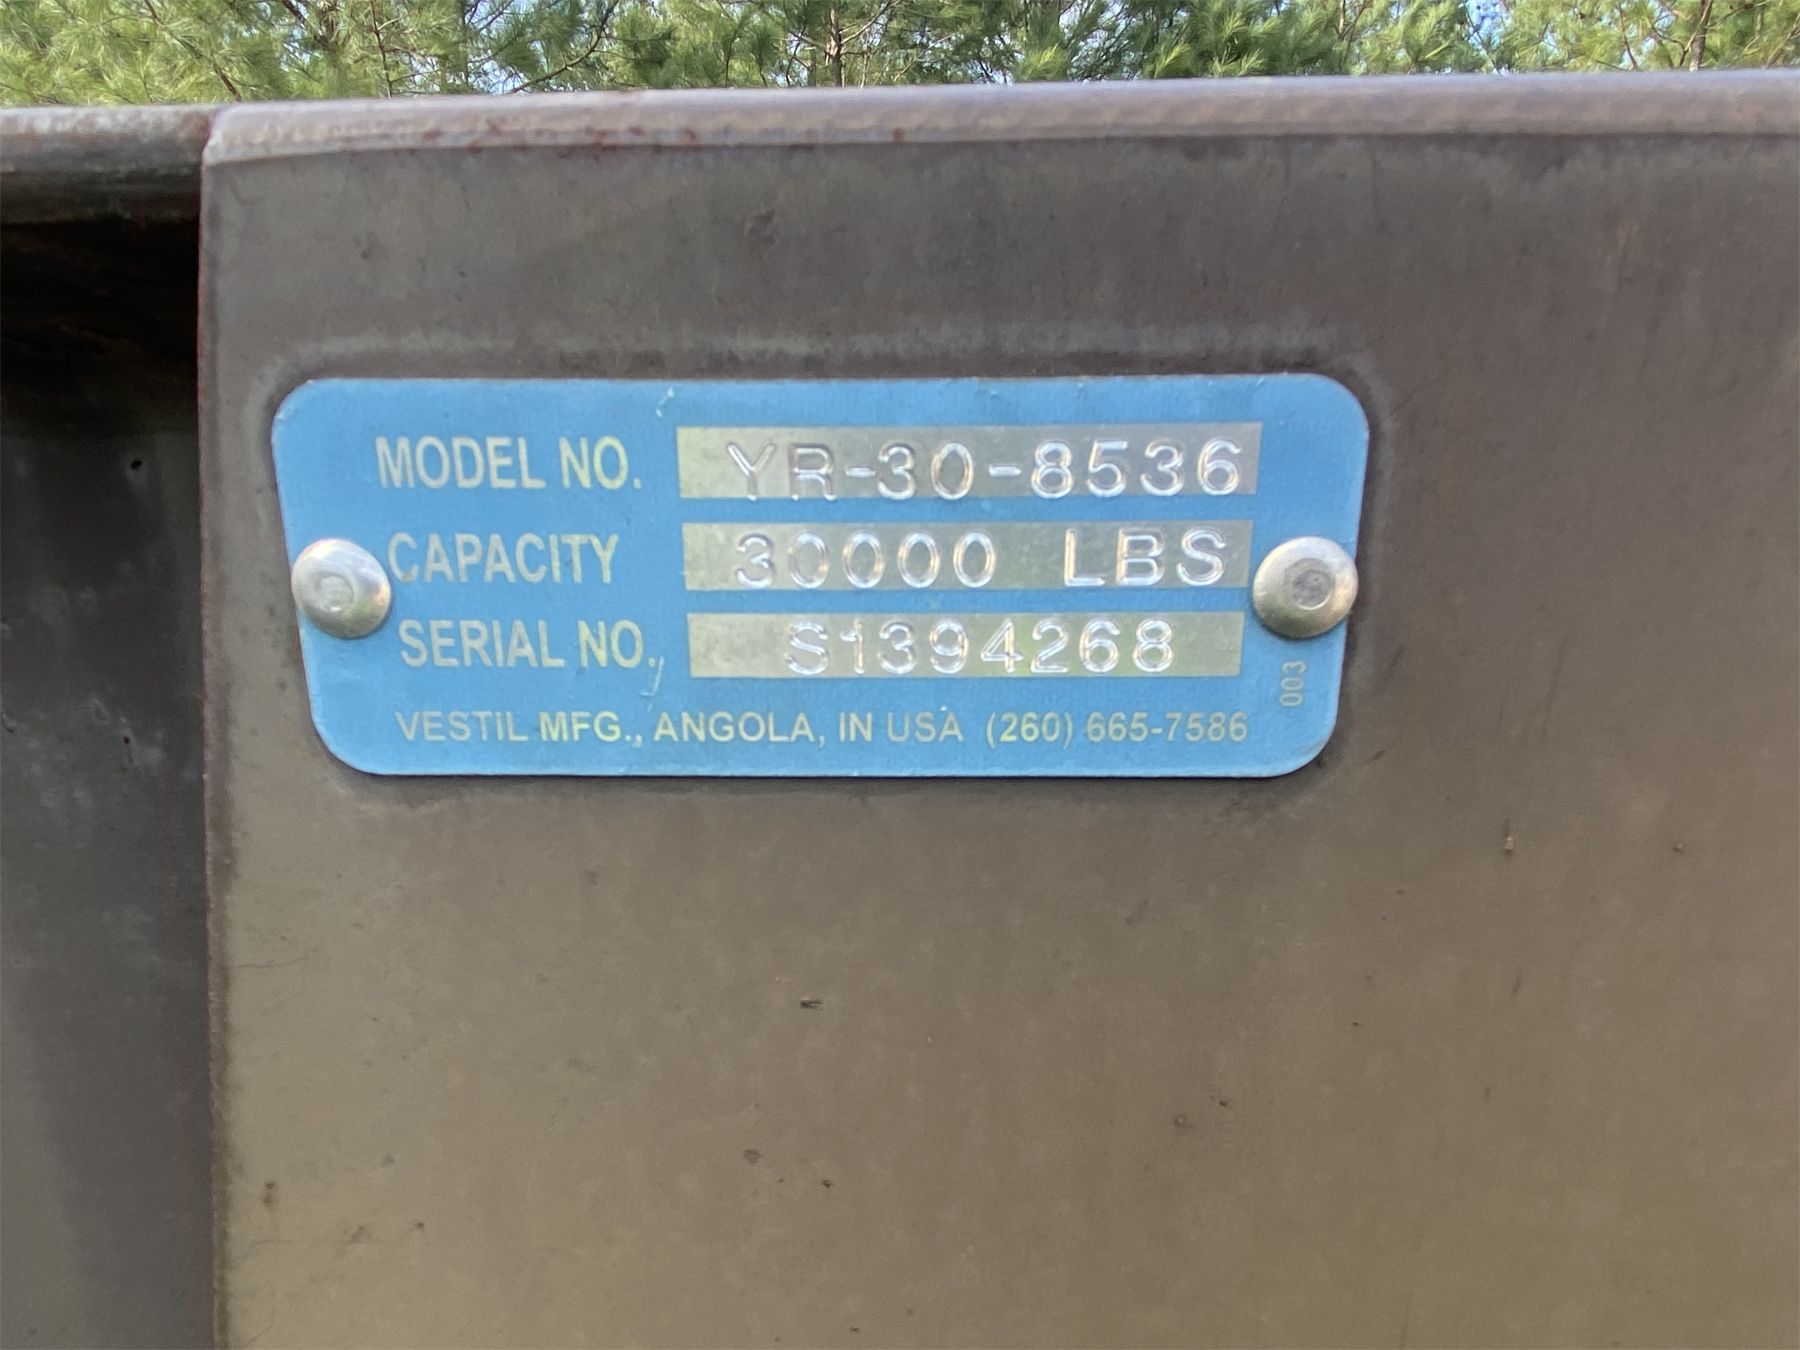 MODEL NO. YR-30-8536
CAPACITY 30000 LBS
SERIAL NO. S1394268
003
VESTIL MFG., ANGOLA, IN USA (260) 665-7586